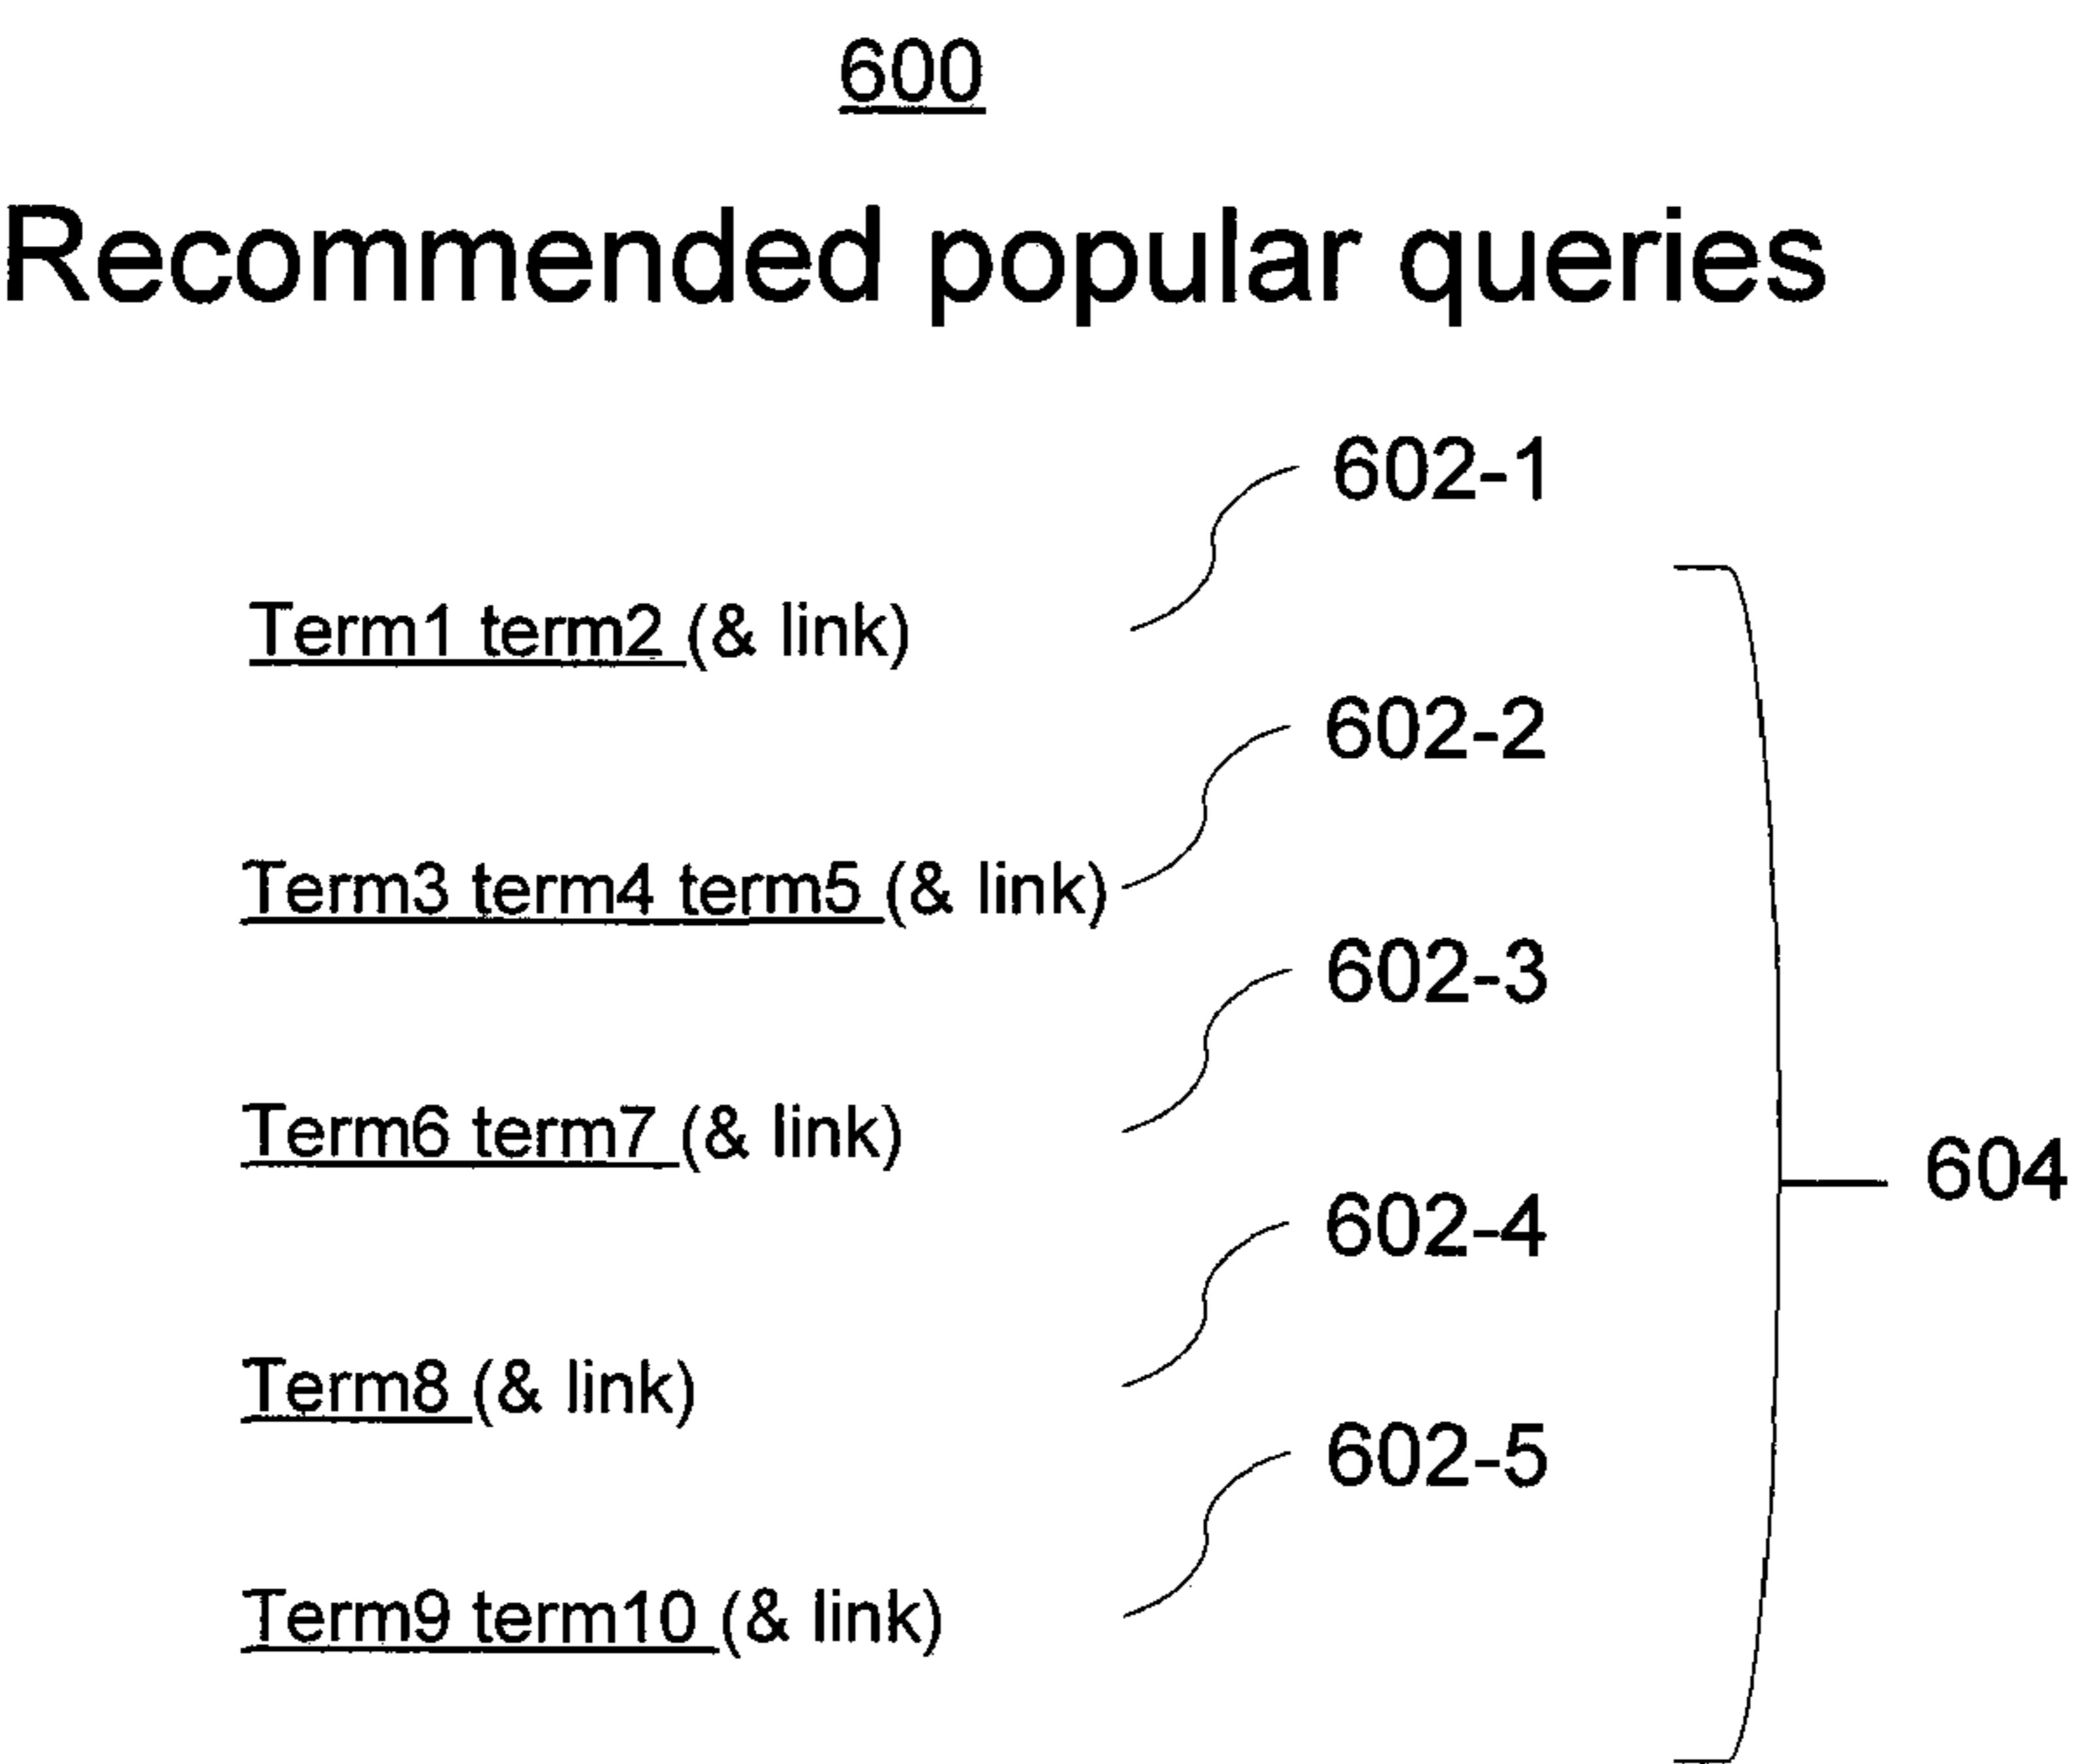 600
Recommended popular queries
602-1
Term1 term2 (& link)
602-2
Term3 term4 term5 (& link)
602-3
Term6 term7 (& link)
604
602-4
Term8 (& link)
602-5
Term9 term10 (& link)